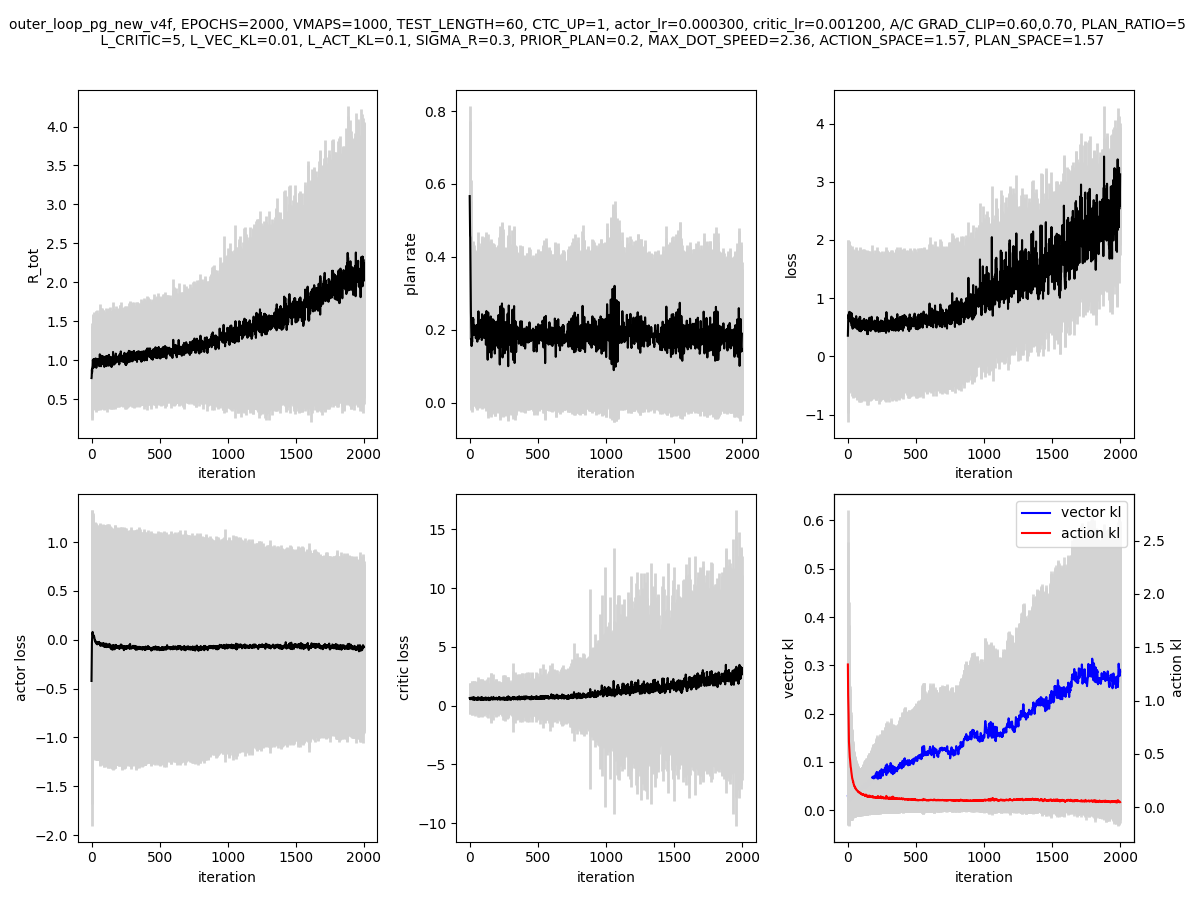 outer_loop_pg_new_v4f, EPOCHS=2000, VMAPS=1000, TEST_LENGTH=60, CTC_UP=1, actor_lr=0.000300, critic_lr=0.001200, A/C GRAD_CLIP=0.60,0.70, PLAN_RATIO=5
L_CRITIC=5, L_VEC_KL=0.01, L_ACT_KL=0.1, SIGMA_R=0.3, PRIOR_PLAN=0.2, MAX_DOT_SPEED=2.36, ACTION_SPACE=1.57, PLAN_SPACE=1.57
R_tot
4.0
3.5
3.0
2.5
2.0
1.5
1.0
0.5
0 500 1000 1500 2000
iteration
plan rate
0.8
0.6
0.4
0.2
0.0
0 500 1000 1500 2000
iteration
loss
4
3
2
1
0
−1
0 500 1000 1500 2000
iteration
actor loss
1.0
0.5
0.0
−0.5
−1.0
−1.5
−2.0
0 500 1000 1500 2000
iteration
critic loss
15
10
5
0
−5
−10
0 500 1000 1500 2000
iteration
vector kl
0.6
0.5
0.4
0.3
0.2
0.1
0.0
0 500 1000 1500 2000
iteration
vector kl
action kl
2.5
2.0
1.5
1.0
0.5
0.0
action kl